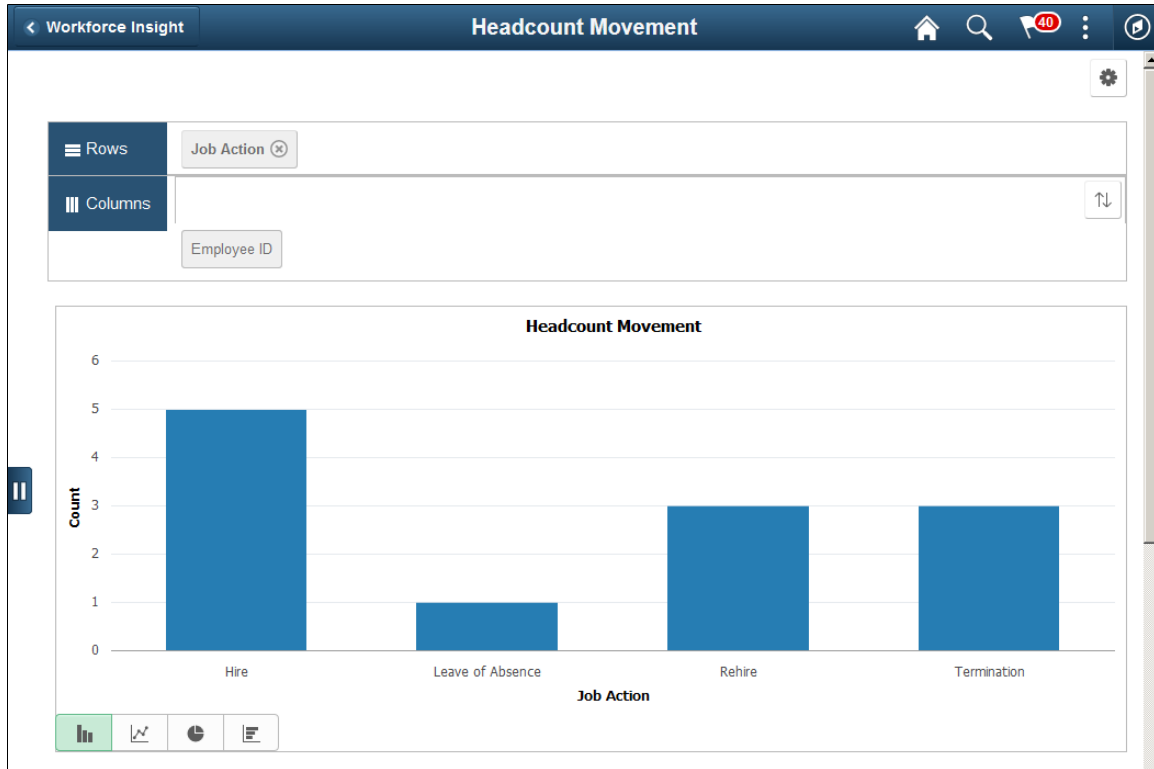 Workforce Insight
Headcount Movement
40
Rows
Job Action
Columns
Employee ID
Headcount Movement
6
5
4
3
2
1
0
Count
Hire
Leave of Absence
Rehire
Termination
Job Action